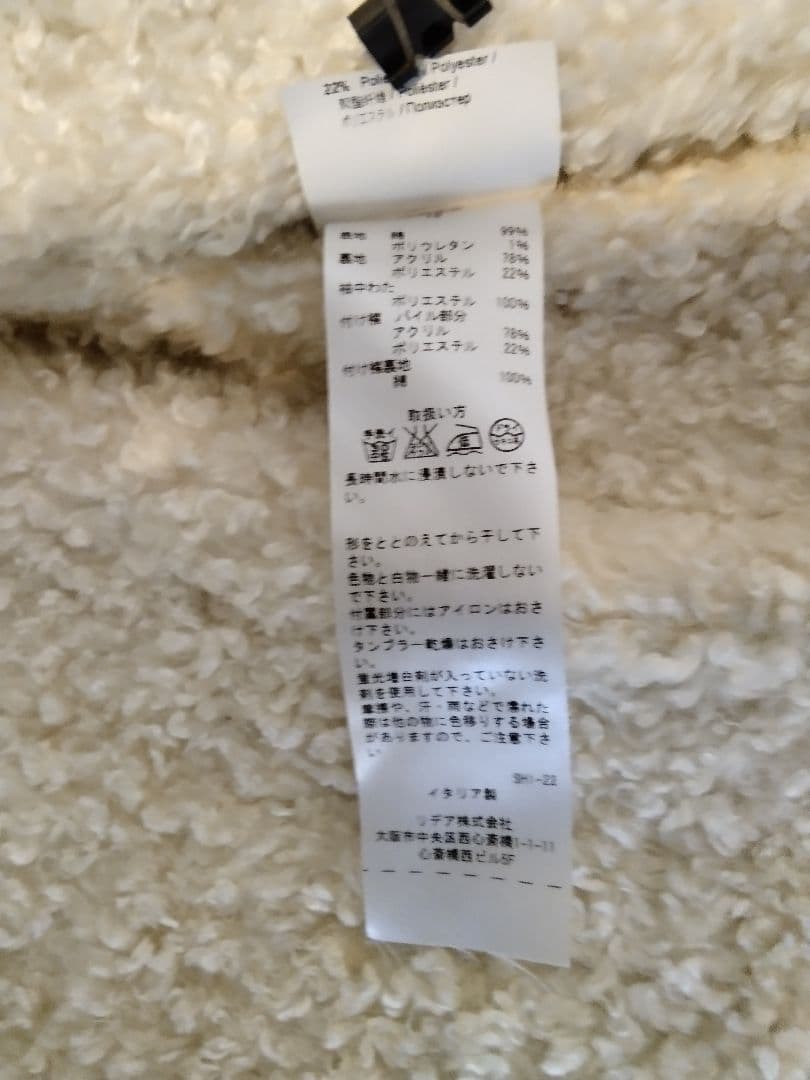 22% Polyester /
/ Poliester /
ポリエステル / Полиэстер
表地 綿 99%
ポリウレタン 1%
裏地 アクリル 78%
ポリエステル 22%
袖中わた
ポリエステル 100%
付け襟 パイル部分
アクリル 78%
ポリエステル 22%
付け襟裏地
綿 100%
取扱い方
長時間水に浸漬しないで下さ
い。
形をととのえてから干して下
さい。
色物と白物一緒に洗濯しない
で下さい。
付属部分にはアイロンはおさ
け下さい。
タンブラー乾燥はおさけ下さ
い。
蛍光増白剤が入っていない洗
剤を使用して下さい。
摩擦や、汗・雨などで濡れた
際は他の物に色移りする場合
がありますので、ご注意下さ
い
SHI-22
イタリア製
リデア株式会社
大阪市中央区西心斎橋1-1-11
心斎橋西ビル6F